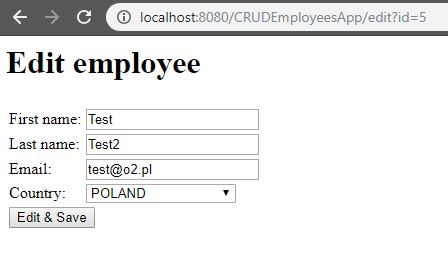 localhost:8080/CRUDEmployeesApp/edit?id=5
Edit employee
First name: Test
Last name: Test2
Email: test@o2.pl
Country: POLAND
Edit & Save